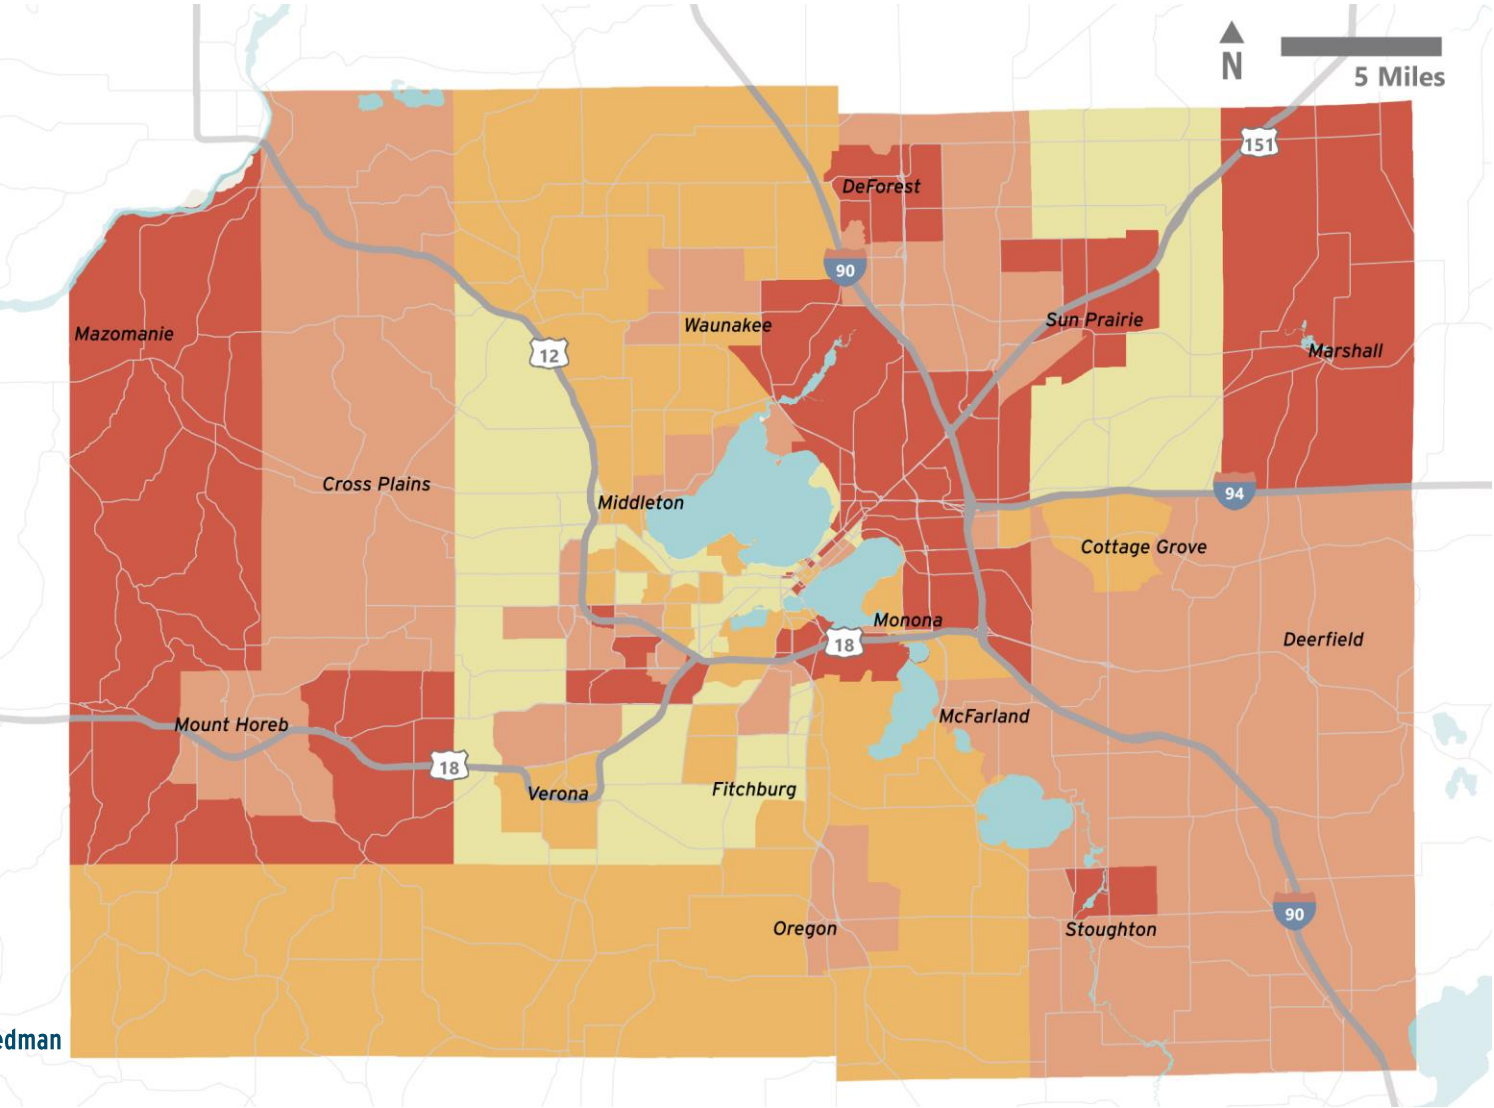 N
5 Miles
151
DeForest
90
Sun Prairie
Waunakee
Mazomanie
12
Marshall
Cross Plains
Middleton
94
Cottage Grove
Monona
18
Deerfield
McFarland
Mount Horeb
18
Verona
Fitchburg
90
Oregon
Stoughton
edman